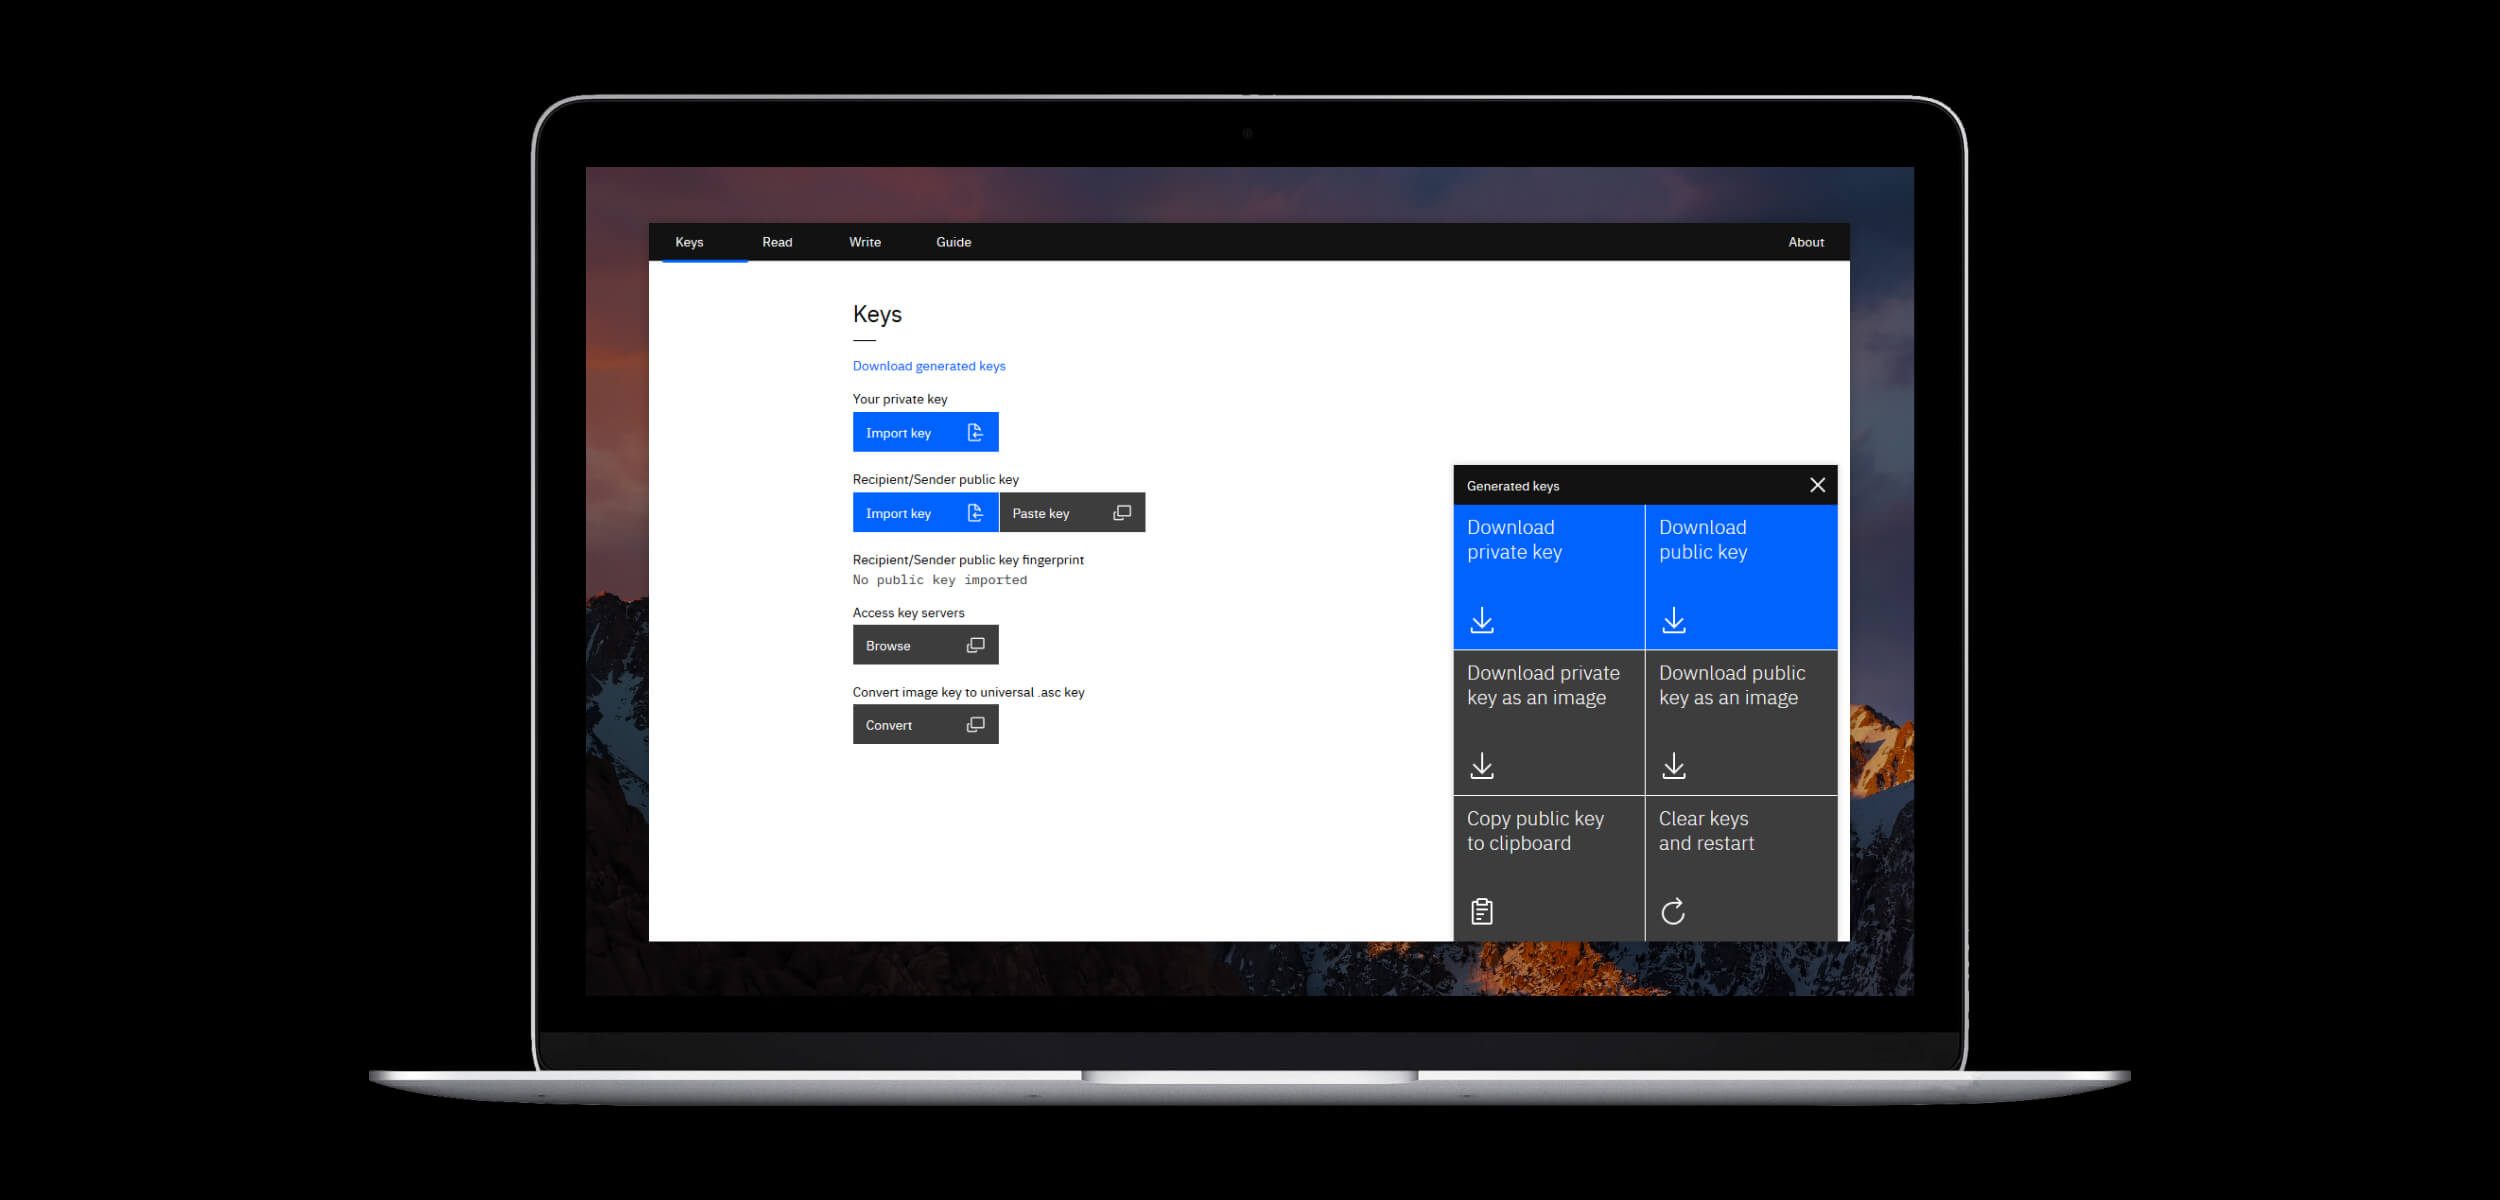 Keys
Read
Write
Guide
About
Keys
Download generated keys
Your private key
Import key
Recipient/Sender public key
Import key
Paste key
Recipient/Sender public key fingerprint
No public key imported
Access key servers
Browse
Convert image key to universal .asc key
Convert
Generated keys
Download
private key
Download
public key
Download private
key as an image
Download public
key as an image
Copy public key
to clipboard
Clear keys
and restart